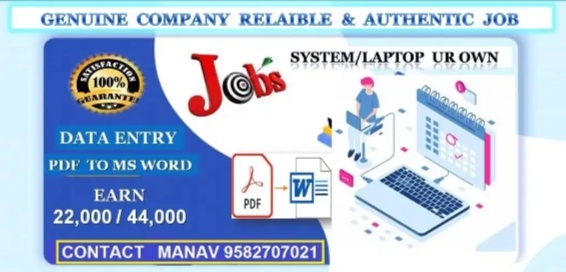 GENUINE COMPANY RELAIBLE & AUTHENTIC JOB
SYSTEM/LAPTOP UR OWN
Jobs
SATISFACTION
100%
GUARANTEE
DATA ENTRY
PDF TO MS WORD
EARN
22,000 / 44,000
PDF
W
CONTACT MANAV 9582707021